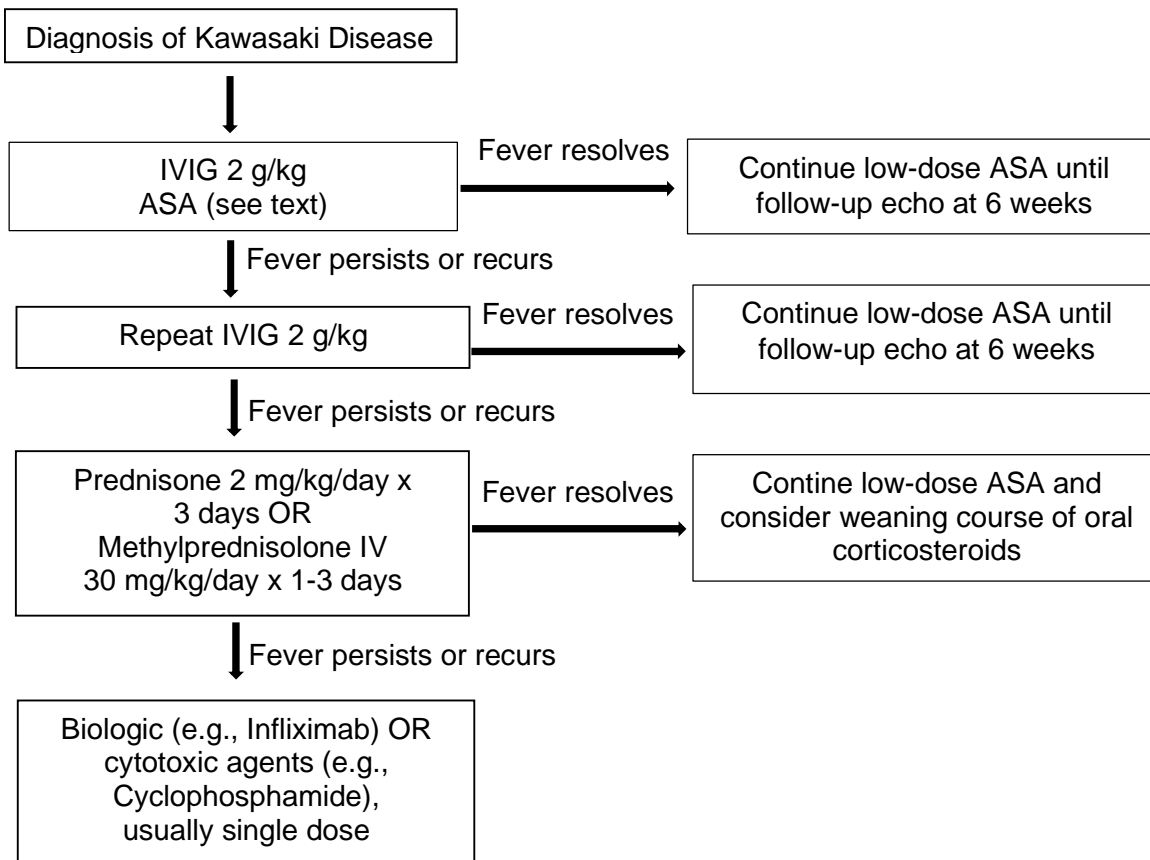 Diagnosis of Kawasaki Disease
IVIG 2 g/kg
ASA (see text)
Fever resolves
Continue low-dose ASA until
follow-up echo at 6 weeks
Fever persists or recurs
Repeat IVIG 2 g/kg
Fever resolves
Continue low-dose ASA until
follow-up echo at 6 weeks
Fever persists or recurs
Prednisone 2 mg/kg/day x
3 days OR
Methylprednisolone IV
30 mg/kg/day x 1-3 days
Fever resolves
Contine low-dose ASA and
consider weaning course of oral
corticosteroids
Fever persists or recurs
Biologic (e.g., Infliximab) OR
cytotoxic agents (e.g.,
Cyclophosphamide),
usually single dose